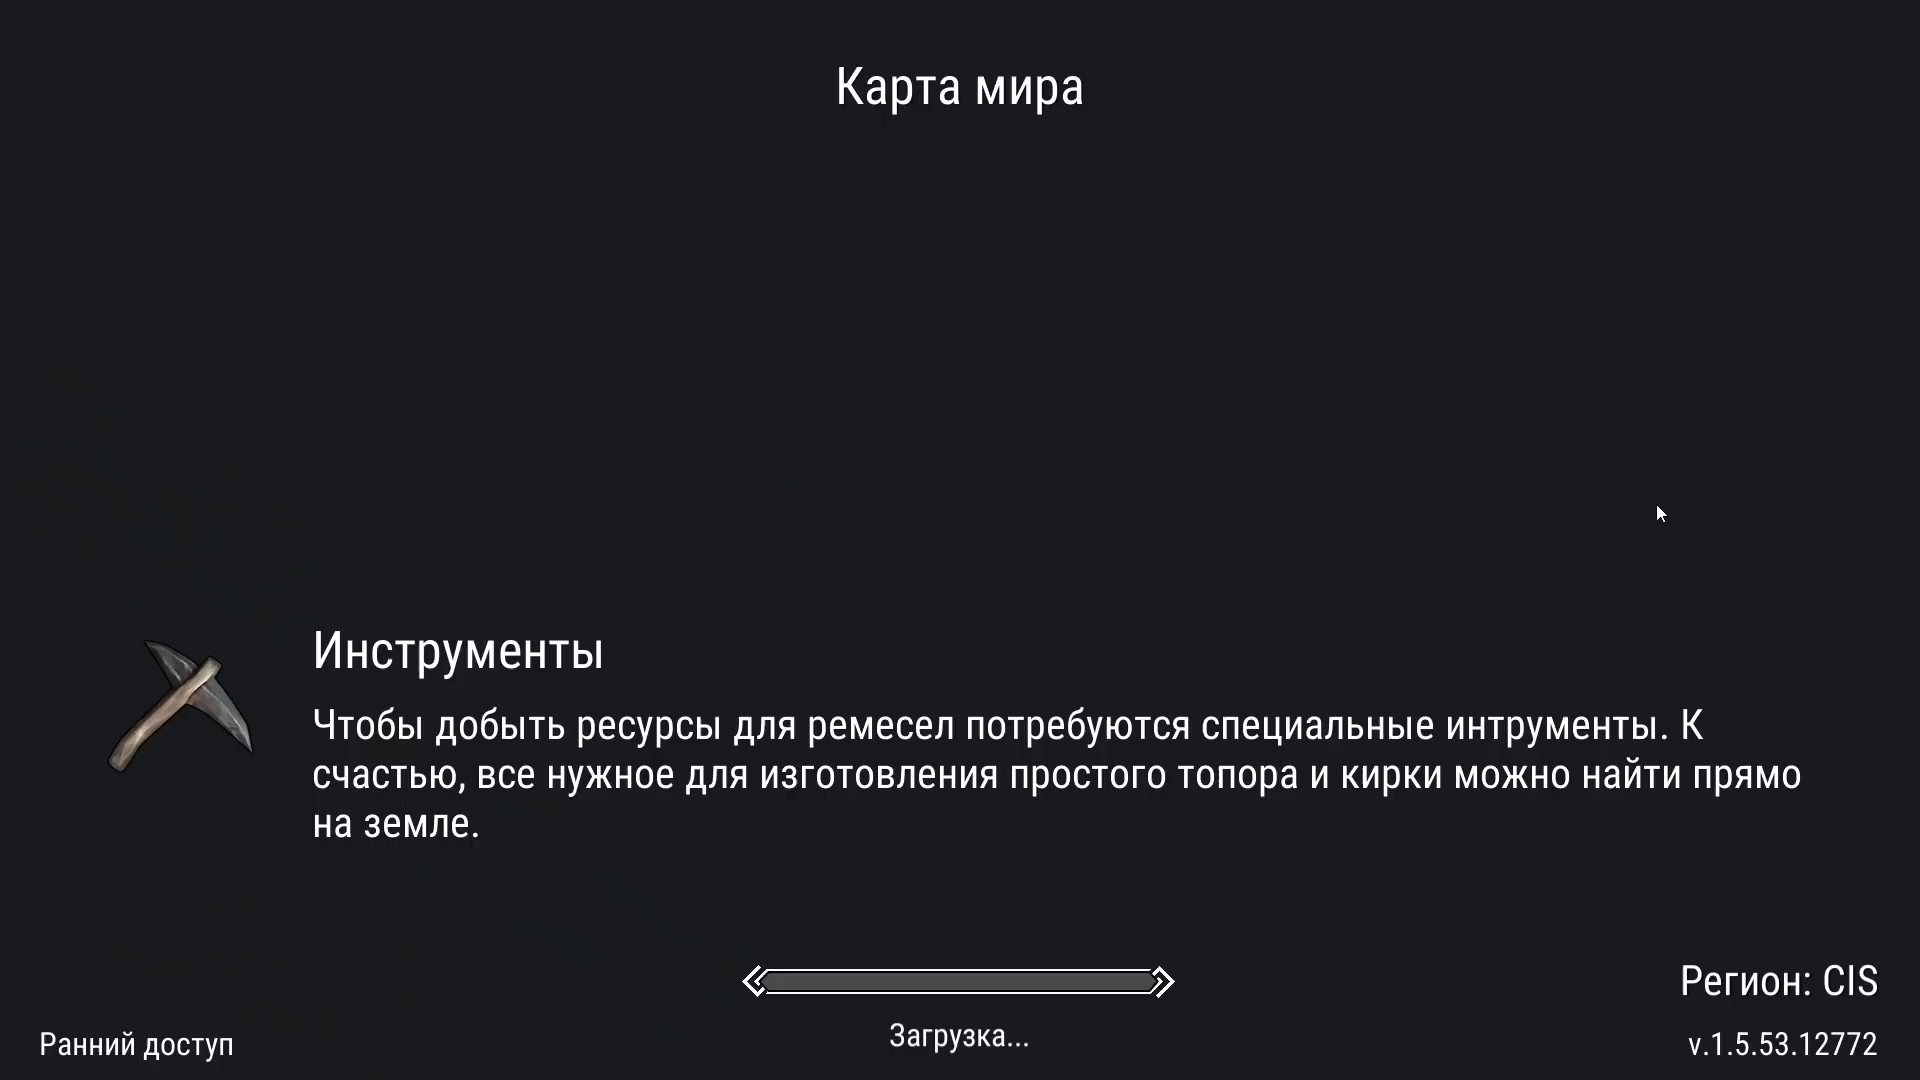 Карта мира
Инструменты
Чтобы добыть ресурсы для ремесел потребуются специальные интрументы. К
счастью, все нужное для изготовления простого топора и кирки можно найти прямо
на земле.
Регион: CIS
Загрузка...
Ранний доступ
v.1.5.53.12772